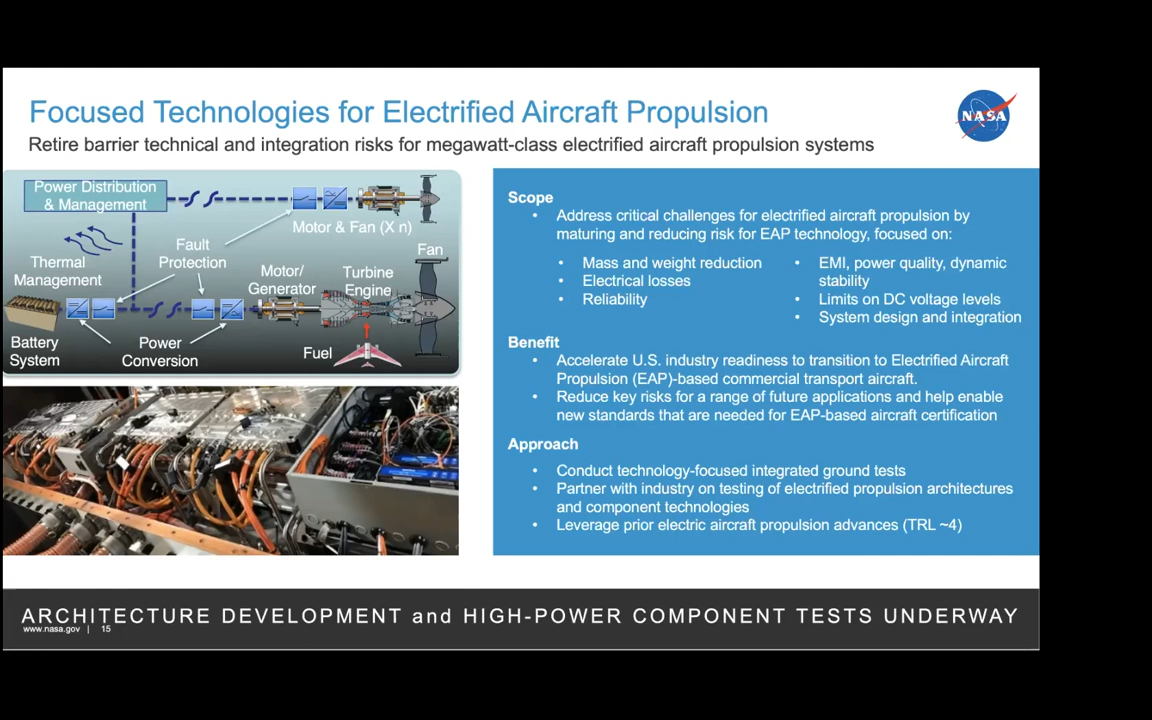 Focused Technologies for Electrified Aircraft Propulsion
NASA
Retire barrier technical and integration risks for megawatt-class electrified aircraft propulsion systems
Power Distribution
& Management
Motor & Fan (X n)
Fault
Protection
Fan
Thermal
Management
Motor/
Generator
Turbine
Engine
Battery
System
Power
Conversion
Fuel
Scope
• Address critical challenges for electrified aircraft propulsion by
maturing and reducing risk for EAP technology, focused on:
• Mass and weight reduction
• Electrical losses
• Reliability
• EMI, power quality, dynamic
stability
• Limits on DC voltage levels
• System design and integration
Benefit
• Accelerate U.S. industry readiness to transition to Electrified Aircraft
Propulsion (EAP)-based commercial transport aircraft.
• Reduce key risks for a range of future applications and help enable
new standards that are needed for EAP-based aircraft certification
Approach
• Conduct technology-focused integrated ground tests
• Partner with industry on testing of electrified propulsion architectures
and component technologies
• Leverage prior electric aircraft propulsion advances (TRL ~4)
ARCHITECTURE DEVELOPMENT and HIGH-POWER COMPONENT TESTS UNDERWAY
www.nasa.gov | 15